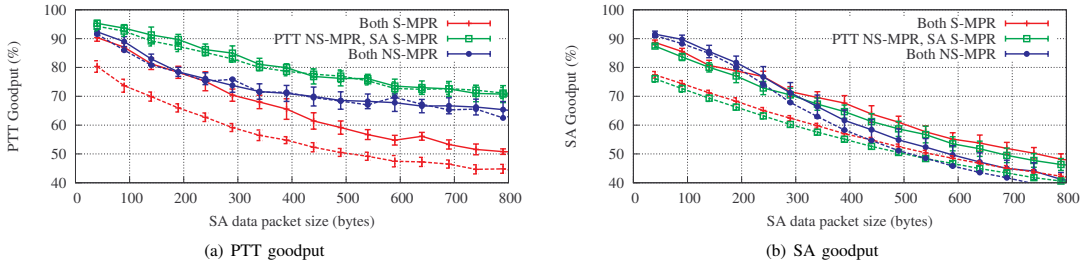 PTT Goodput (%)
100
90
80
70
60
50
40
0 100 200 300 400 500 600 700 800
SA data packet size (bytes)
Both S-MPR
PTT NS-MPR, SA S-MPR
Both NS-MPR
(a) PTT goodput
SA Goodput (%)
100
90
80
70
60
50
40
0 100 200 300 400 500 600 700 800
SA data packet size (bytes)
Both S-MPR
PTT NS-MPR, SA S-MPR
Both NS-MPR
(b) SA goodput